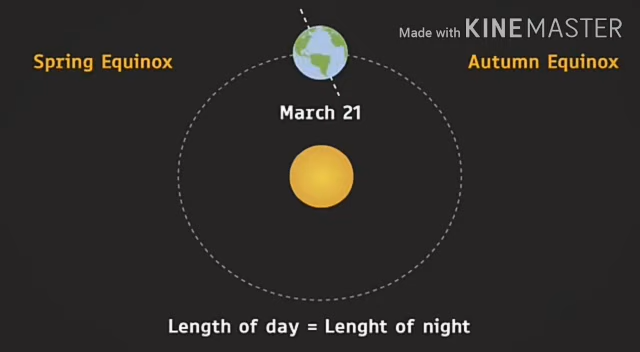 Made with KINEMASTER
Spring Equinox
Autumn Equinox
March 21
Length of day = Lenght of night